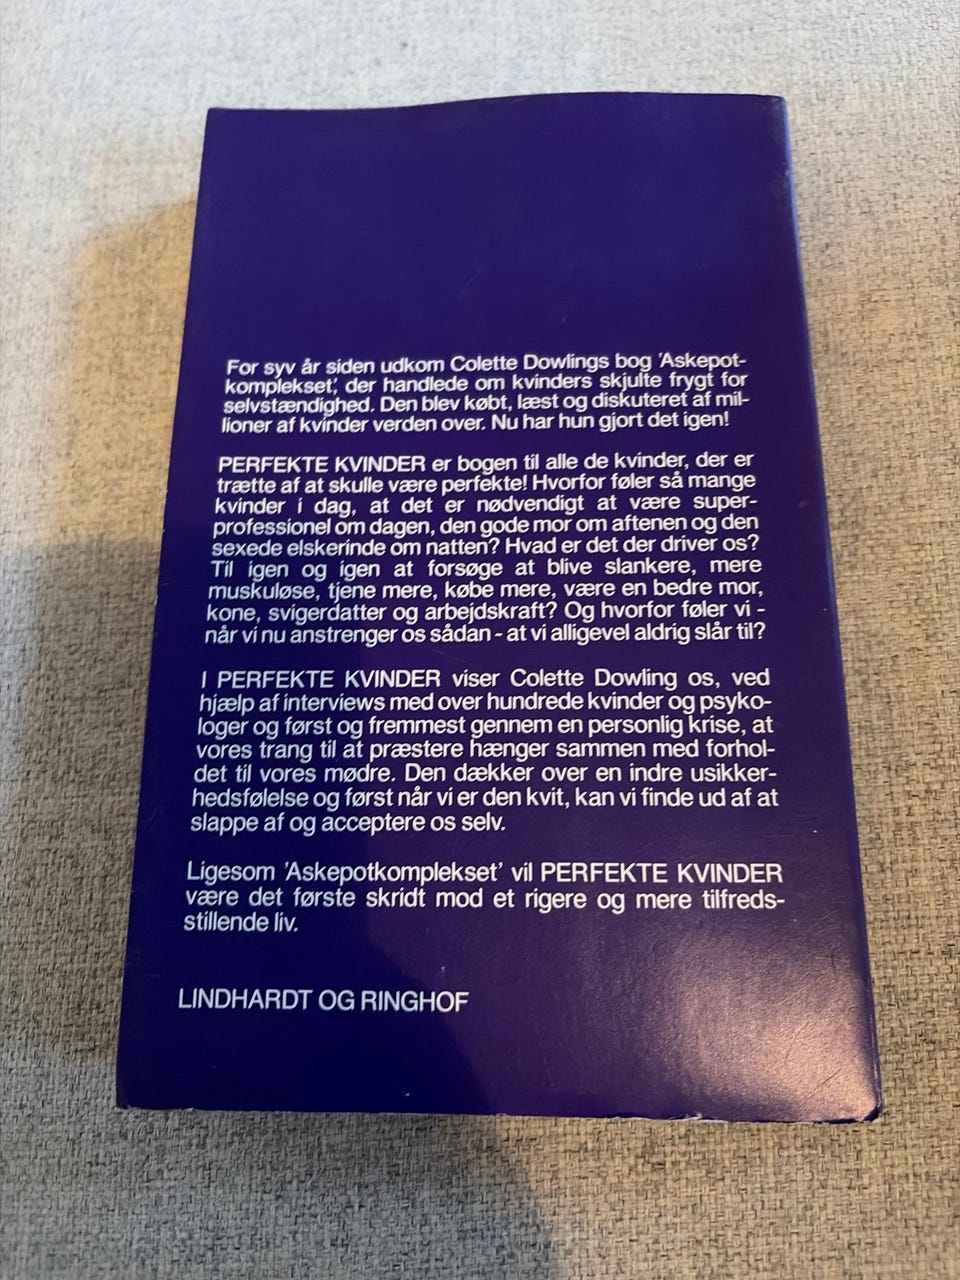 For syv år siden udkom Colette Dowlings bog 'Askepot-
komplekset', der handlede om kvinders skjulte frygt for
selvstændighed. Den blev købt, læst og diskuteret af mil-
lioner af kvinder verden over. Nu har hun gjort det igen!
PERFEKTE KVINDER er bogen til alle de kvinder, der er
trætte af at skulle være perfekte! Hvorfor føler så mange
kvinder i dag, at det er nødvendigt at være super-
professionel om dagen, den gode mor om aftenen og den
sexede elskerinde om natten? Hvad er det der driver os?
Til igen og igen at forsøge at blive slankere, mere
muskuløse, tjene mere, købe mere, være en bedre mor,
kone, svigerdatter og arbejdskraft? Og hvorfor føler vi -
når vi nu anstrenger os sådan - at vi alligevel aldrig slår til?
I PERFEKTE KVINDER viser Colette Dowling os, ved
hjælp af interviews med over hundrede kvinder og psyko-
loger og først og fremmest gennem en personlig krise, at
vores trang til at præstere hænger sammen med forhol-
det til vores mødre. Den dækker over en indre usikker-
hedsfølelse og først når vi er den kvit, kan vi finde ud af at
slappe af og acceptere os selv.
Ligesom 'Askepotkomplekset' vil PERFEKTE KVINDER
være det første skridt mod et rigere og mere tilfreds-
stillende liv.
LINDHARDT OG RINGHOF